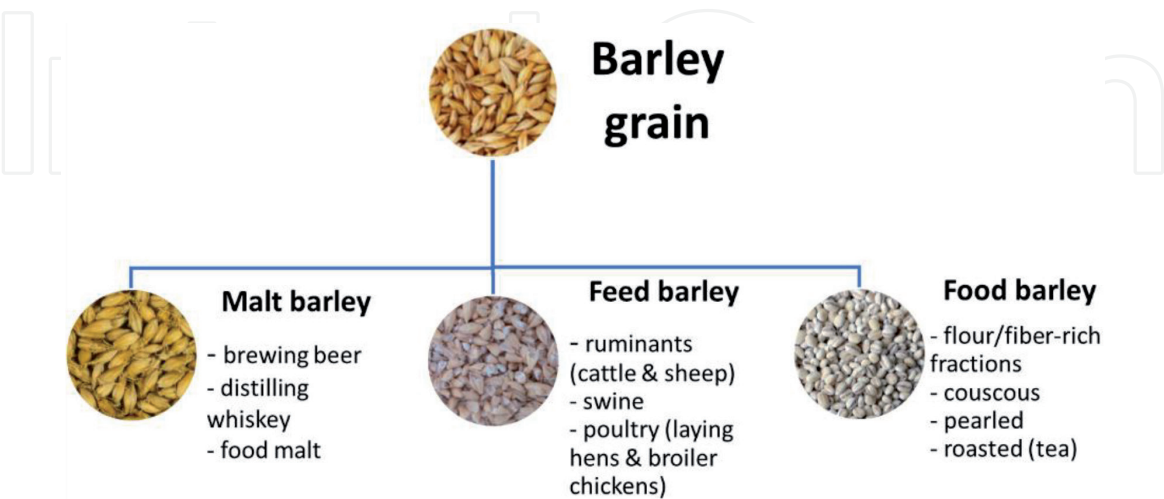 Barley
grain
Malt barley
- brewing beer
- distilling
whiskey
- food malt
Feed barley
- ruminants
(cattle & sheep)
- swine
- poultry (laying
hens & broiler
chickens)
Food barley
- flour/fiber-rich
fractions
- couscous
- pearled
- roasted (tea)